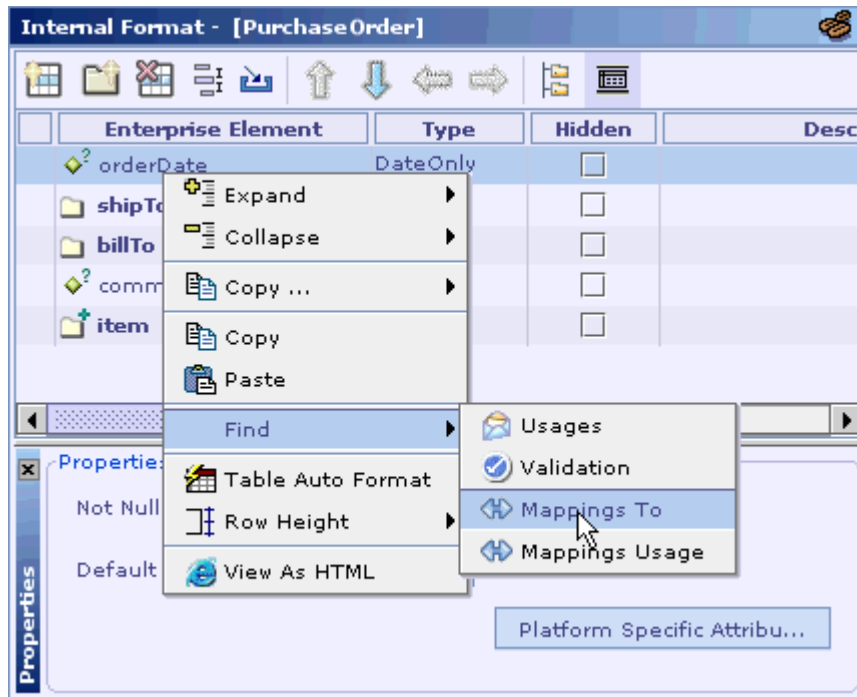 Internal Format - [PurchaseOrder]
Enterprise Element Type Hidden Desc
orderDate DateOnly
shipTo
billTo
comm
item
Expand
Collapse
Copy ...
Copy
Paste
Find
Table Auto Format
Row Height
View As HTML
Usages
Validation
Mappings To
Mappings Usage
Properties
Not Null
Default
Platform Specific Attribu...
Properties